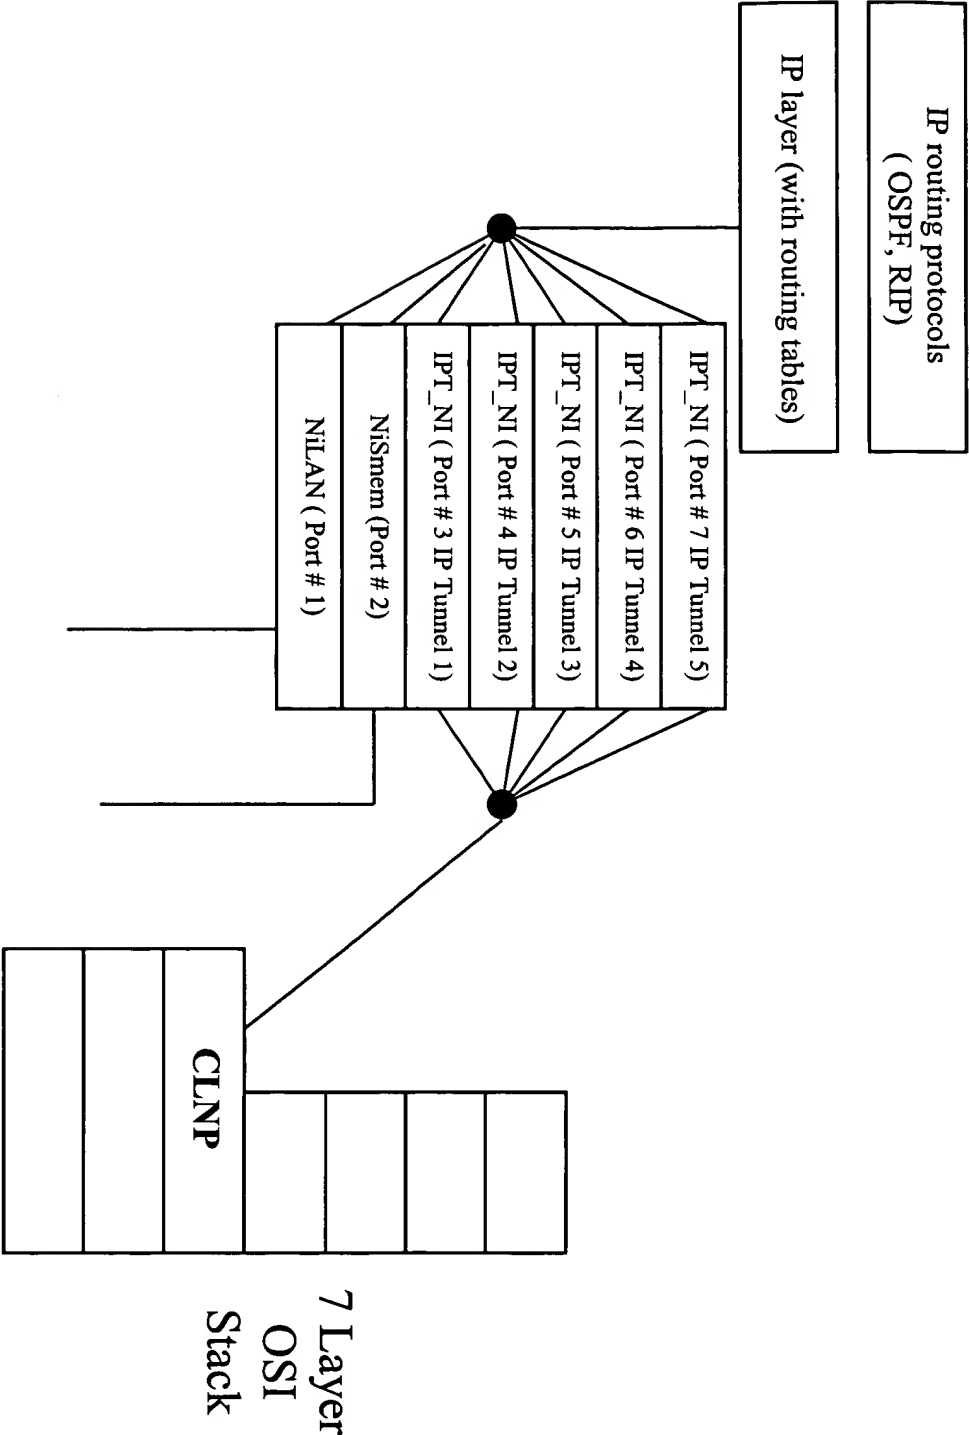 IP routing protocols
( OSPF, RIP)
IP layer (with routing tables)
IPT_NI ( Port # 7 IP Tunnel 5)
IPT_NI ( Port # 6 IP Tunnel 4)
IPT_NI ( Port # 5 IP Tunnel 3)
IPT_NI ( Port # 4 IP Tunnel 2)
IPT_NI ( Port # 3 IP Tunnel 1)
NiSmem (Port # 2)
NiLAN ( Port # 1)
CLNP
7 Layer
OSI
Stack